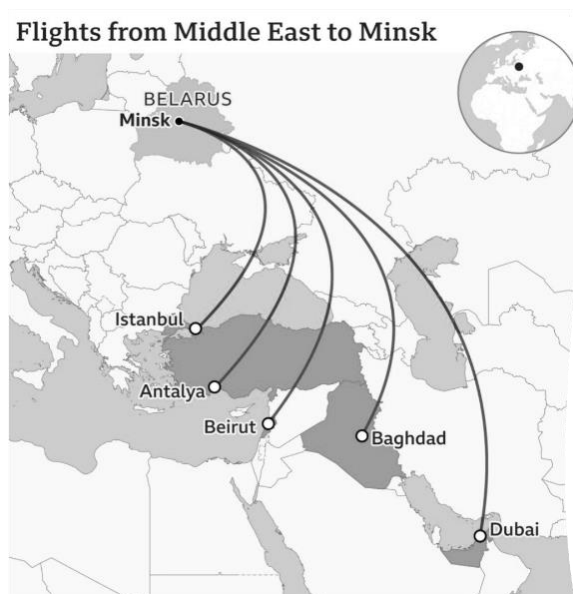 Flights from Middle East to Minsk
BELARUS
Minsk
Istanbul
Antalya
Beirut
Baghdad
Dubai